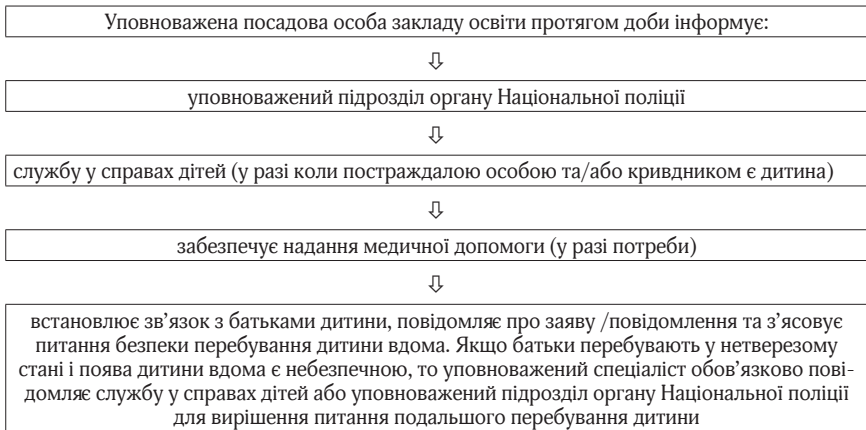 Уповноважена посадова особа закладу освіти протягом доби інформує:
⇩
уповноважений підрозділ органу Національної поліції
⇩
службу у справах дітей (у разі коли постраждалою особою та/або кривдником є дитина)
⇩
забезпечує надання медичної допомоги (у разі потреби)
⇩
встановлює зв’язок з батьками дитини, повідомляє про заяву /повідомлення та з’ясовує
питання безпеки перебування дитини вдома. Якщо батьки перебувають у нетверезому
стані і поява дитини вдома є небезпечною, то уповноважений спеціаліст обов’язково пові-
домляє службу у справах дітей або уповноважений підрозділ органу Національної поліції
для вирішення питання подальшого перебування дитини